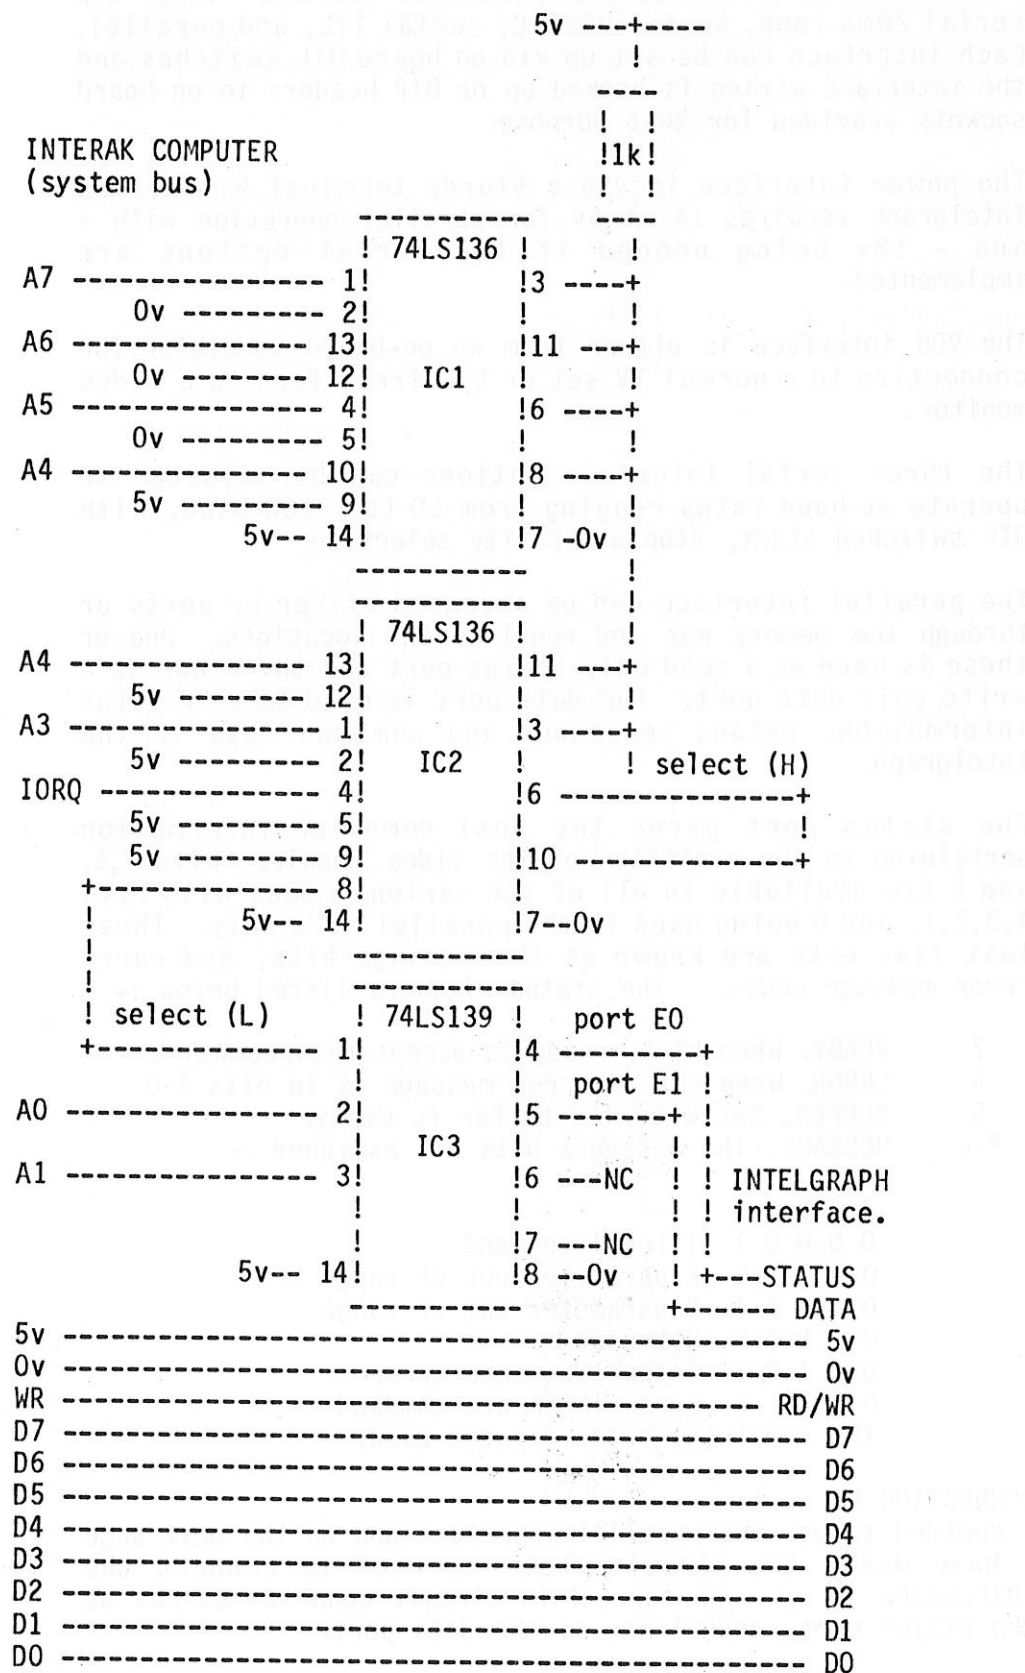 5v ---+----
!
-----
! !
INTERAK COMPUTER !1k!
(system bus) ! !
----------- ---
! 74LS136 ! !
A7 ---------------- 1! !3 ----+
0v --------- 2! ! !
A6 --------------- 13! !11 ---+
0v -------- 12! IC1 ! !
A5 ---------------- 4! !6 ----+
0v --------- 5! ! !
A4 --------------- 10! !8 ----+
5v --------- 9! ! !
5v-- 14! !7 -0v !
----------- !
----------- !
! 74LS136 ! !
A4 --------------- 13! !11 ---+
5v -------- 12! ! !
A3 ---------------- 1! !3 ----+
5v --------- 2! IC2 ! ! select (H)
IORQ -------------- 4! !6 ---------------+
5v --------- 5! ! !
5v --------- 9! !10 --------------+
+--------------- 8! !
! 5v-- 14! !7--0v
! -----------
! -----------
! select (L) ! 74LS139 ! port E0
+--------------- 1! !4 ---------+
! ! port E1 !
A0 ---------------- 2! !5 -------+ !
! IC3 ! ! !
A1 ---------------- 3! !6 ---NC ! ! INTELGRAPH
! ! ! ! interface.
! !7 ---NC ! !
5v-- 14! !8 --0v ! +---STATUS
----------- +------ DATA
5v ----------------------------------------------- 5v
0v ----------------------------------------------- 0v
WR -------------------------------------------- RD/WR
D7 ----------------------------------------------- D7
D6 ----------------------------------------------- D6
D5 ----------------------------------------------- D5
D4 ----------------------------------------------- D4
D3 ----------------------------------------------- D3
D2 ----------------------------------------------- D2
D1 ----------------------------------------------- D1
D0 ----------------------------------------------- D0